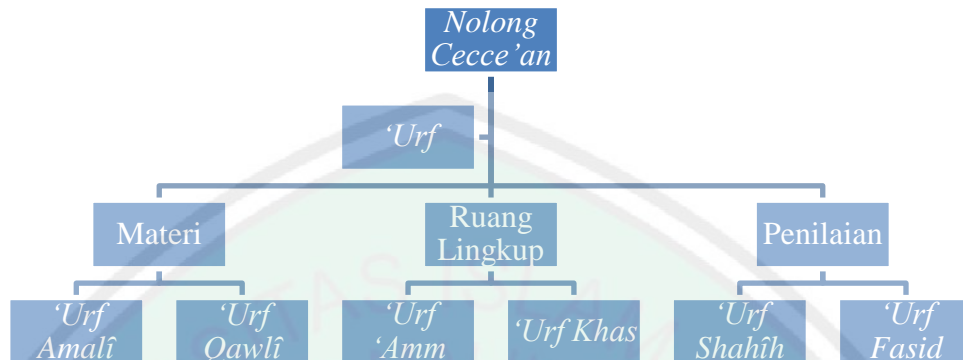 Nolong
Cecce’an
‘Urf
Materi
Ruang
Lingkup
Penilaian
‘Urf
Amalî
‘Urf
Qawlî
‘Urf
‘Amm
‘Urf Khas
‘Urf
Shahîh
‘Urf
Fasid